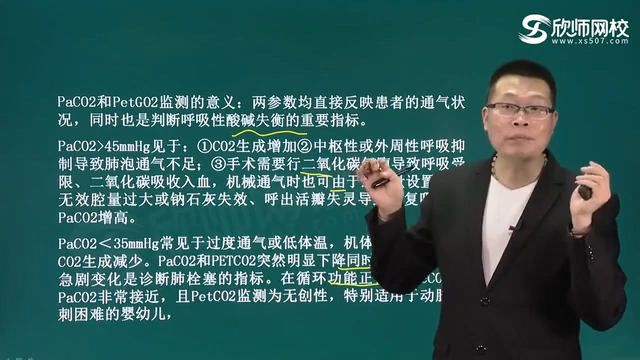 欣师网校
www.xs507.com
PaCO2和PetGO2监测的意义：两参数均直接反映患者的通气状
况，同时也是判断呼吸性酸碱失衡的重要指标。
PaCO2>45mmHg见于：①CO2生成增加②中枢性或外周性呼吸抑
制导致肺泡通气不足；③手术需要行二氧化碳 导致呼吸受
限、二氧化碳吸收入血，机械通气时也可由于 设置
无效腔量过大或钠石灰失效、呼出活瓣失灵导 复吸
PaCO2增高。
PaCO2＜35mmHg常见于过度通气或低体温，机体
CO2生成减少。PaCO2和PETCO2突然明显下降同时
急剧变化是诊断肺栓塞的指标。在循环功能正 CO
PaCO2非常接近，且PetCO2监测为无创性，特别适用于动脉
刺困难的婴幼儿，